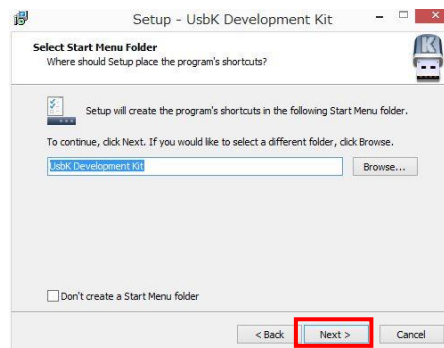 Setup - UsbK Development Kit
Select Start Menu Folder
Where should Setup place the program's shortcuts?
K
Setup will create the program's shortcuts in the following Start Menu folder.
To continue, click Next. If you would like to select a different folder, click Browse.
UsbK Development Kit
Browse...
Don't create a Start Menu folder
< Back
Next >
Cancel